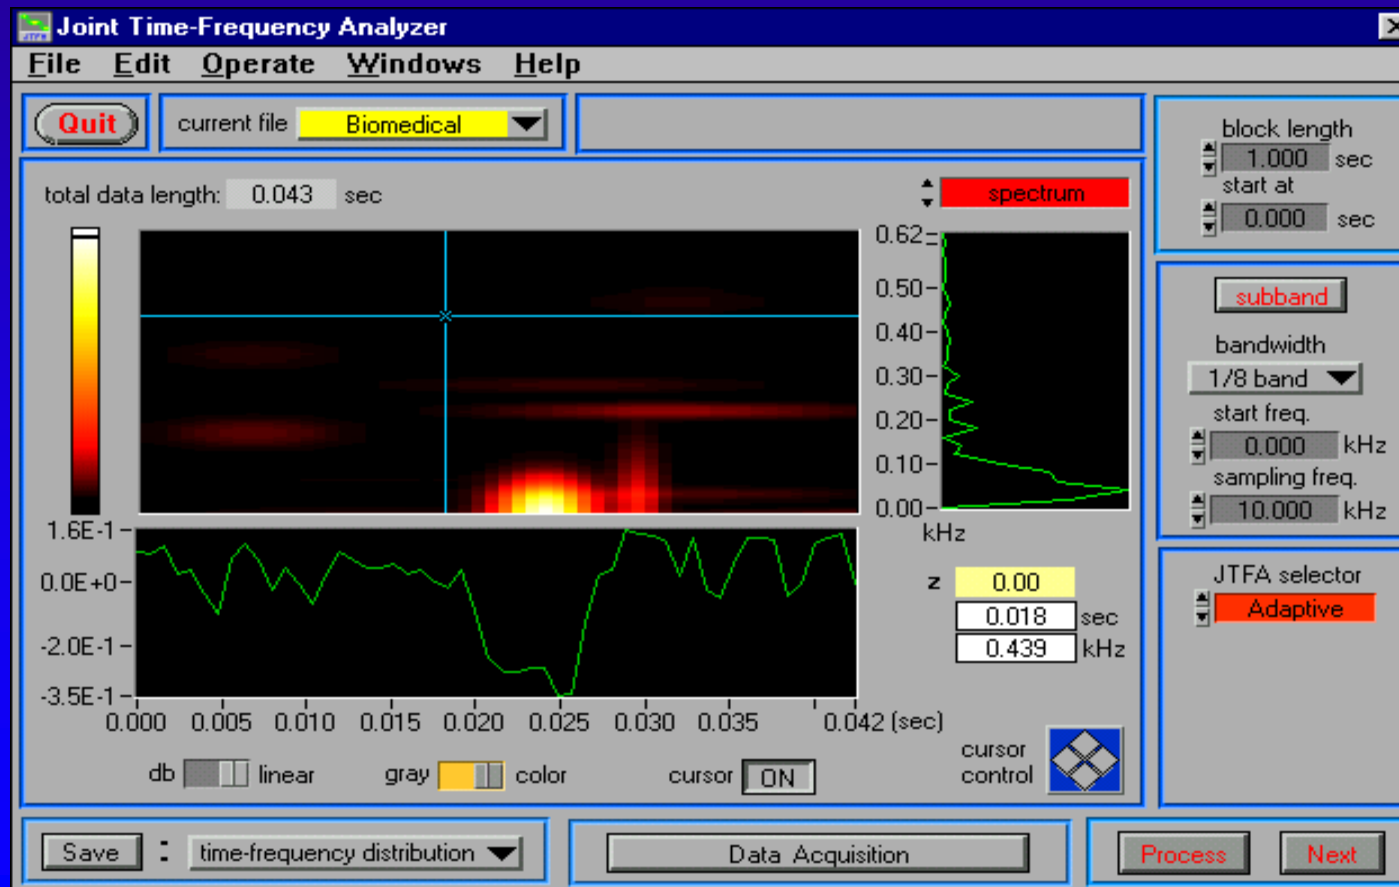 Joint Time-Frequency Analyzer
File Edit Operate Windows Help
Quit
current file Biomedical
total data length: 0.043 sec
spectrum
0.62
0.50
0.40
0.30
0.20
0.10
0.00
kHz
1.6E-1
0.0E+0
-2.0E-1
-3.5E-1
0.000 0.005 0.010 0.015 0.020 0.025 0.030 0.035 0.042 (sec)
z 0.00
0.018 sec
0.439 kHz
db linear gray color cursor ON
cursor
control
block length
1.000 sec
start at
0.000 sec
subband
bandwidth
1/8 band
start freq.
0.000 kHz
sampling freq.
10.000 kHz
JTFA selector
Adaptive
Save : time-frequency distribution
Data Acquisition
Process Next